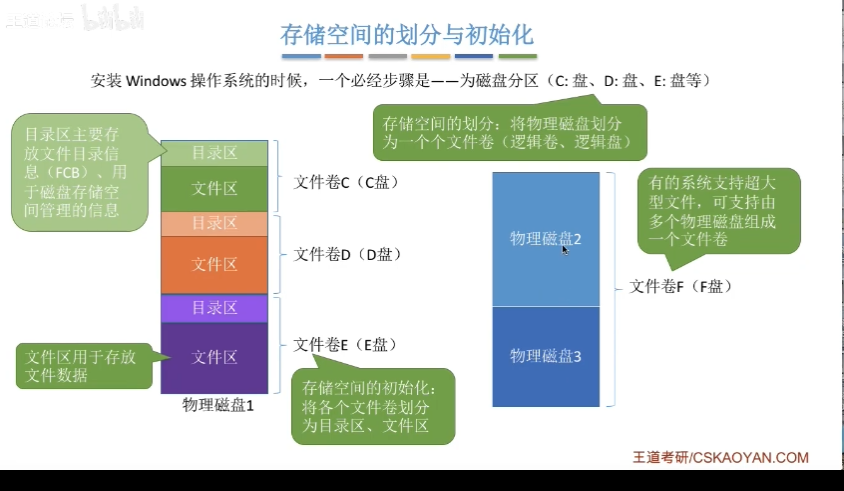 存储空间的划分与初始化
安装 Windows 操作系统的时候，一个必经步骤是——为磁盘分区（C: 盘、D: 盘、E: 盘等）
存储空间的划分：将物理磁盘划分
为一个个文件卷（逻辑卷、逻辑盘）
目录区主要存
放文件目录信
息（FCB）、用
于磁盘存储空
间管理的信息
目录区
文件区
文件卷C（C盘）
目录区
文件区
文件卷D（D盘）
目录区
文件区
文件卷E（E盘）
文件区用于存放
文件数据
物理磁盘1
存储空间的初始化：
将各个文件卷划分
为目录区、文件区
物理磁盘2
物理磁盘3
有的系统支持超大
型文件，可支持由
多个物理磁盘组成
一个文件卷
文件卷F（F盘）
王道考研/CSKAOYAN.COM